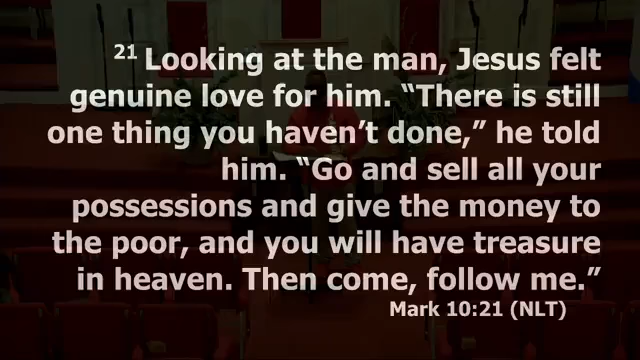 21 Looking at the man, Jesus felt
genuine love for him. “There is still
one thing you haven’t done,” he told
him. “Go and sell all your
possessions and give the money to
the poor, and you will have treasure
in heaven. Then come, follow me.”
Mark 10:21 (NLT)